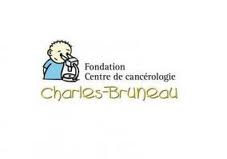 Fondation
Centre de cancérologie
Charles-Bruneau